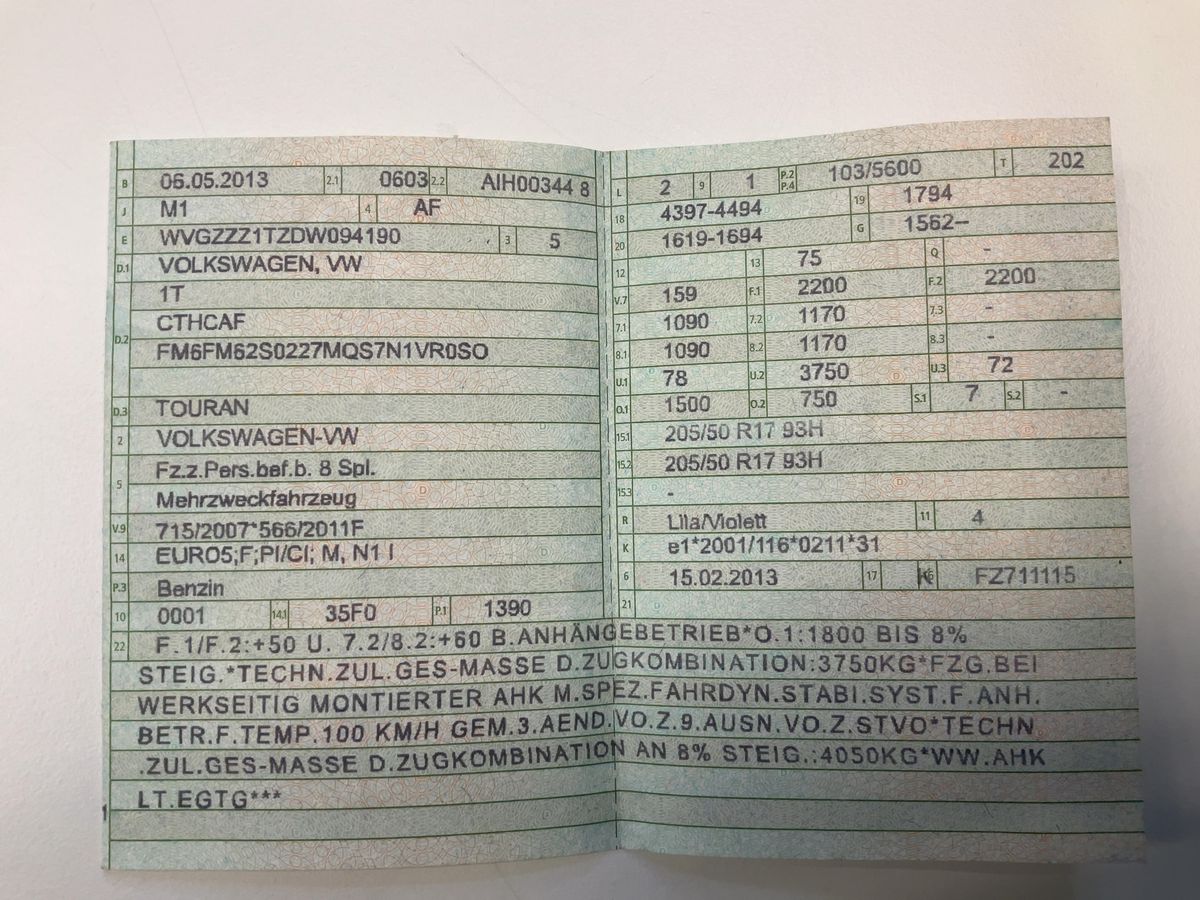 B 06.05.2013 2.1 0603 2.2 AIH00344 8
J M1 4 AF
E WVGZZZ1TZDW094190 3 5
D.1 VOLKSWAGEN, VW
1T
D.2 CTHCAF
FM6FM62S0227MQS7N1VR0SO
D.3 TOURAN
2 VOLKSWAGEN-VW
5 Fz.z.Pers.bef.b. 8 Spl.
Mehrzweckfahrzeug
V.9 715/2007*566/2011F
14 EURO5;F;PI/CI; M, N1 I
P.3 Benzin
10 0001 14.1 35F0 P.1 1390
L 2 9 1 P.2 P.4 103/5600 T 202
18 4397-4494 19 1794
20 1619-1694 G 1562–
12 13 75 Q -
V.7 159 F.1 2200 F.2 2200
7.1 1090 7.2 1170 7.3 -
8.1 1090 8.2 1170 8.3 -
U.1 78 U.2 3750 U.3 72
O.1 1500 O.2 750 S.1 7 S.2 -
15.1 205/50 R17 93H
15.2 205/50 R17 93H
15.3 -
R Lila/Violett 11 4
K e1*2001/116*0211*31
6 15.02.2013 17 K 16 FZ711115
21
22 F.1/F.2:+50 U. 7.2/8.2:+60 B.ANHÄNGEBETRIEB*O.1:1800 BIS 8%
STEIG.*TECHN.ZUL.GES-MASSE D.ZUGKOMBINATION:3750KG*FZG.BEI
WERKSEITIG MONTIERTER AHK M.SPEZ.FAHRDYN.STABI.SYST.F.ANH.
BETR.F.TEMP.100 KM/H GEM.3.AEND.VO.Z.9.AUSN.VO.Z.STVO*TECHN
.ZUL.GES-MASSE D.ZUGKOMBINATION AN 8% STEIG.:4050KG*WW.AHK
LT.EGTG***